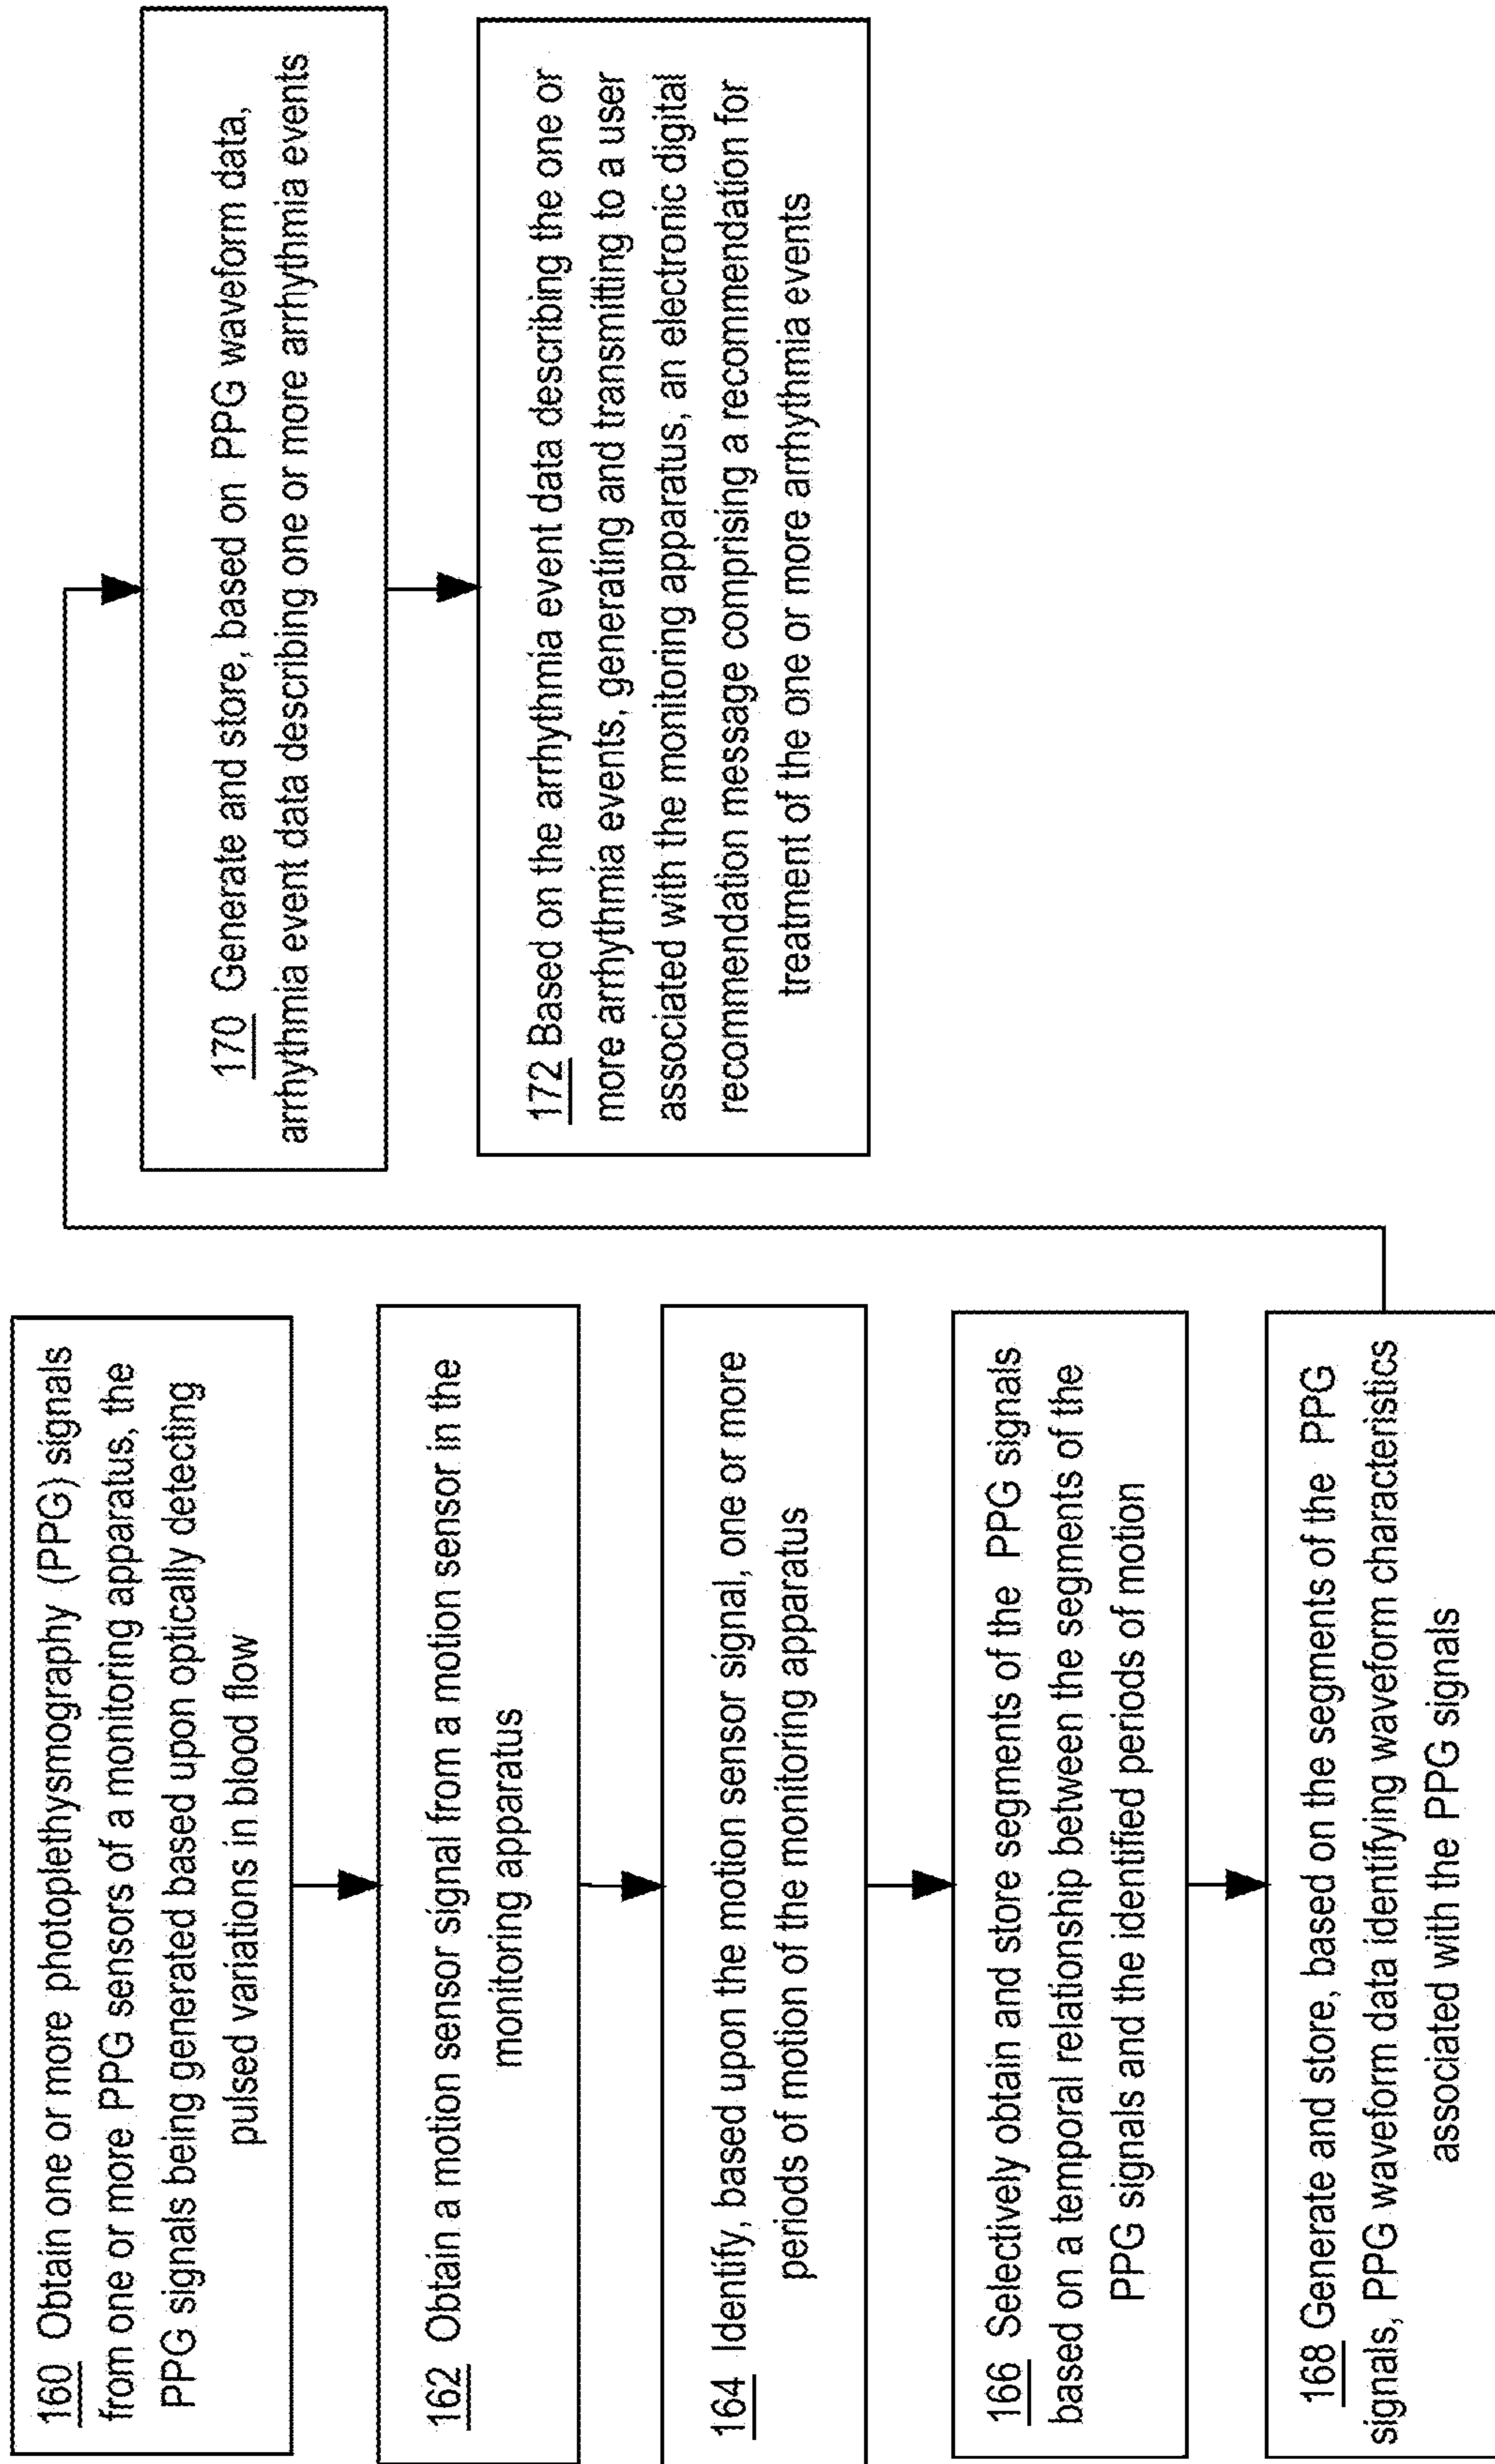 160 Obtain one or more photoplethysmography (PPG) signals
from one or more PPG sensors of a monitoring apparatus, the
PPG signals being generated based upon optically detecting
pulsed variations in blood flow
162 Obtain a motion sensor signal from a motion sensor in the
monitoring apparatus
164 Identify, based upon the motion sensor signal, one or more
periods of motion of the monitoring apparatus
166 Selectively obtain and store segments of the PPG signals
based on a temporal relationship between the segments of the
PPG signals and the identified periods of motion
168 Generate and store, based on the segments of the PPG
signals, PPG waveform data identifying waveform characteristics
associated with the PPG signals
170 Generate and store, based on PPG waveform data,
arrhythmia event data describing one or more arrhythmia events
172 Based on the arrhythmia event data describing the one or
more arrhythmia events, generating and transmitting to a user
associated with the monitoring apparatus, an electronic digital
recommendation message comprising a recommendation for
treatment of the one or more arrhythmia events